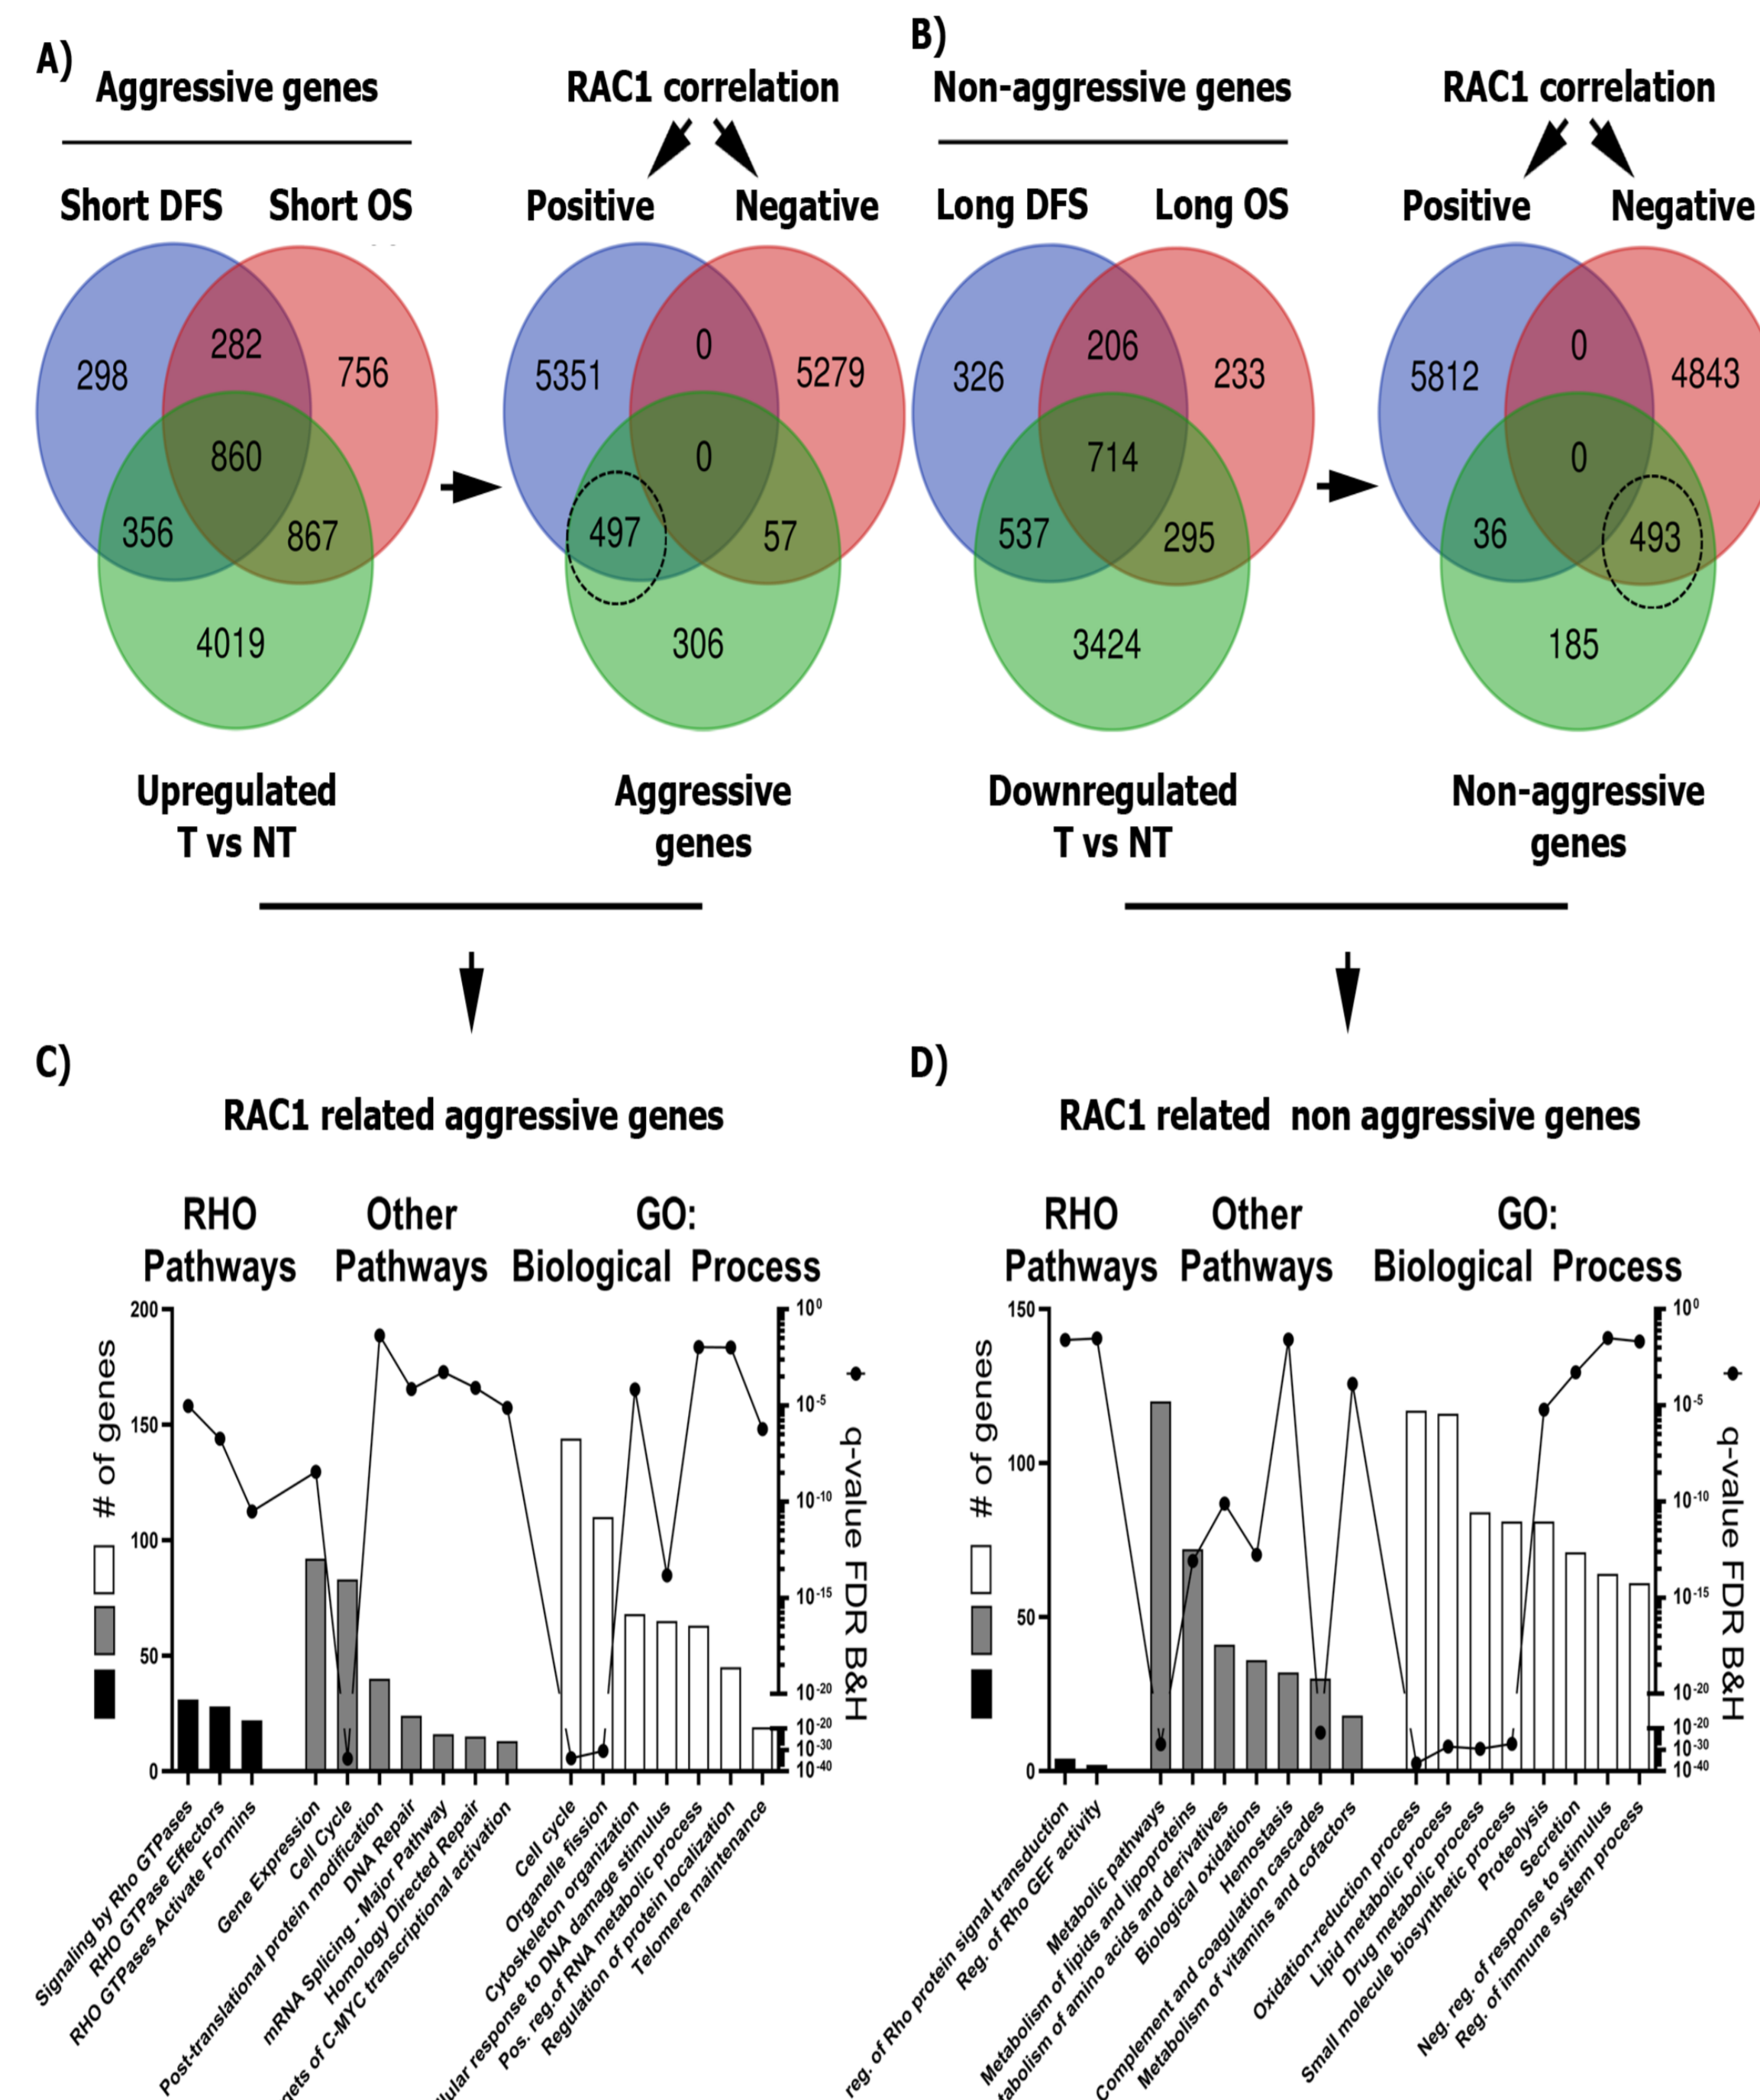 A)
Aggressive genes
Short DFS Short OS
298
282
756
860
356
867
4019
Upregulated
T vs NT
RAC1 correlation
Positive Negative
5351
0
5279
0
497
57
306
Aggressive
genes
B)
Non-aggressive genes
Long DFS Long OS
326
206
233
714
537
295
3424
Downregulated
T vs NT
RAC1 correlation
Positive Negative
5812
0
4843
0
36
493
185
Non-aggressive
genes
C)
RAC1 related aggressive genes
RHO
Pathways
Other
Pathways
GO:
Biological Process
# of genes
200
150
100
50
0
10⁰
10⁻⁵
10⁻¹⁰
10⁻¹⁵
10⁻²⁰
10⁻²⁰
10⁻³⁰
10⁻⁴⁰
q-value FDR B&H
Signaling by Rho GTPases
RHO GTPase Effectors
RHO GTPases Activate Formins
Gene Expression
Cell Cycle
Post-translational protein modification
DNA Repair
mRNA Splicing - Major Pathway
Homology Directed Repair
of C-MYC transcriptional activation
Cell cycle
Organelle fission
Cytoskeleton organization
response to DNA damage stimulus
Pos. reg.of RNA metabolic process
Regulation of protein localization
Telomere maintenance
D)
RAC1 related non aggressive genes
RHO
Pathways
Other
Pathways
GO:
Biological Process
# of genes
150
100
50
0
10⁰
10⁻⁵
10⁻¹⁰
10⁻¹⁵
10⁻²⁰
10⁻²⁰
10⁻³⁰
10⁻⁴⁰
q-value FDR B&H
reg. of Rho protein signal transduction
Reg. of Rho GEF activity
Metabolic pathways
Metabolism of lipids and lipoproteins
of amino acids and derivatives
Biological oxidations
Hemostasis
Complement and coagulation cascades
Metabolism of vitamins and cofactors
Oxidation-reduction process
Lipid metabolic process
Drug metabolic process
Small molecule biosynthetic process
Proteolysis
Secretion
Neg. reg. of response to stimulus
Reg. of immune system process